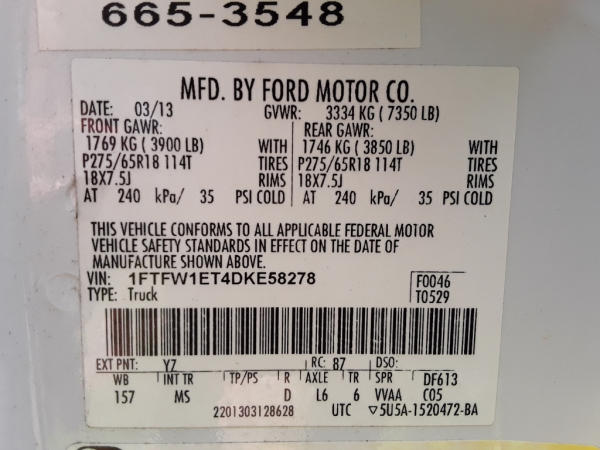 665-3548
MFD. BY FORD MOTOR CO.
DATE: 03/13 GVWR: 3334 KG ( 7350 LB)
FRONT GAWR: REAR GAWR:
1769 KG ( 3900 LB) WITH 1746 KG ( 3850 LB) WITH
P275/65R18 114T TIRES P275/65R18 114T TIRES
18X7.5J RIMS 18X7.5J RIMS
AT 240 kPa/ 35 PSI COLD AT 240 kPa/ 35 PSI COLD
THIS VEHICLE CONFORMS TO ALL APPLICABLE FEDERAL MOTOR
VEHICLE SAFETY STANDARDS IN EFFECT ON THE DATE OF
MANUFACTURE SHOWN ABOVE.
VIN: 1FTFW1ET4DKE58278 F0046
TYPE: Truck T0529
EXT PNT: YZ RC: 87 DSO:
WB INT TR TP/PS R AXLE TR SPR DF613
157 MS D L6 6 VVAA C05
2201303128628 UTC ▽5U5A-1520472-BA